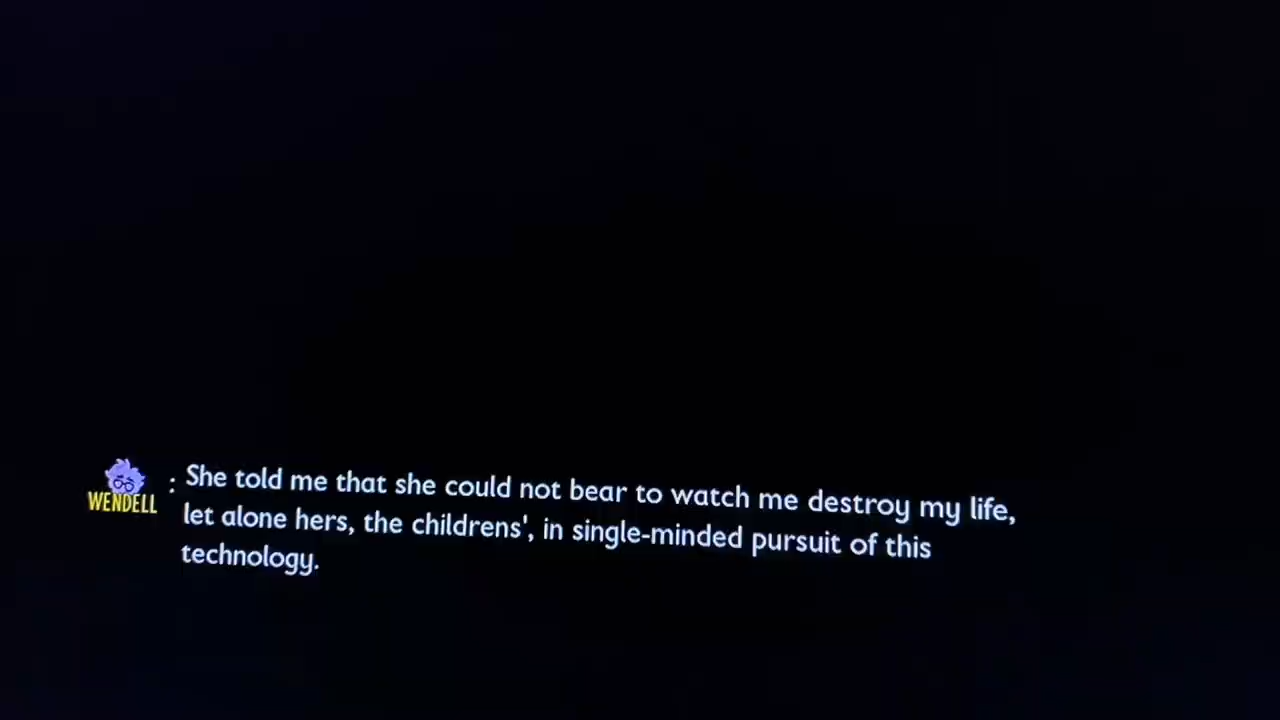 WENDELL : She told me that she could not bear to watch me destroy my life,
let alone hers, the childrens', in single-minded pursuit of this
technology.